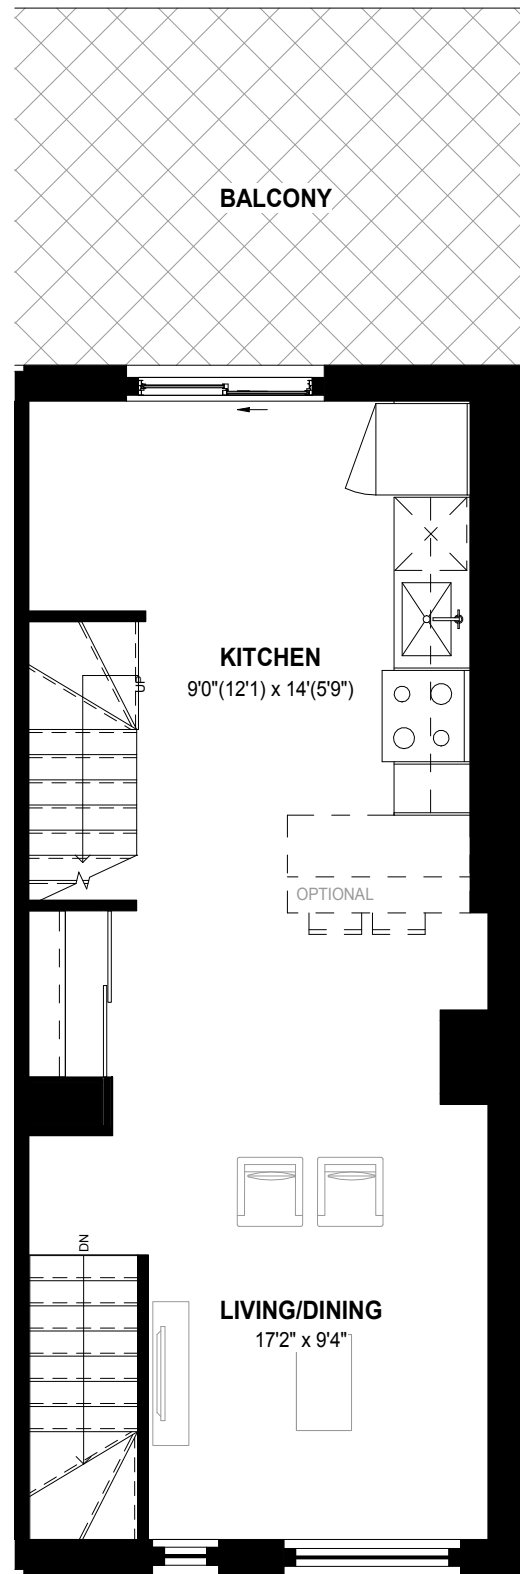 BALCONY
KITCHEN
9'0"(12'1) x 14'(5'9")
UP
OPTIONAL
DN
LIVING/DINING
17'2" x 9'4"